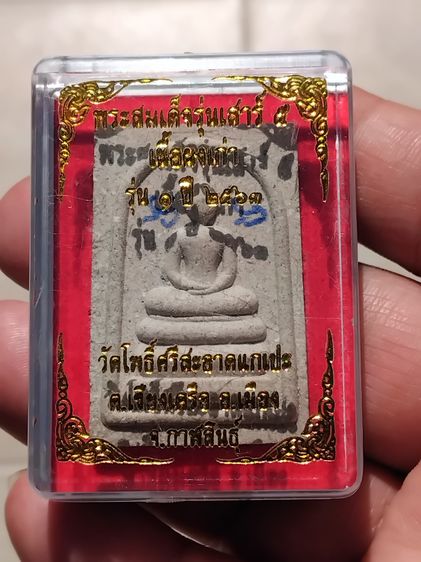 พระสมเด็จรุ่นเสาร์ ๕
เนื้อผงเก่า
รุ่น ๑ ปี ๒๕๖๓
วัดโพธิ์ศรีสะอาดแกเปะ
ต.เชียงเครือ อ.เมือง
จ.กาฬสินธุ์